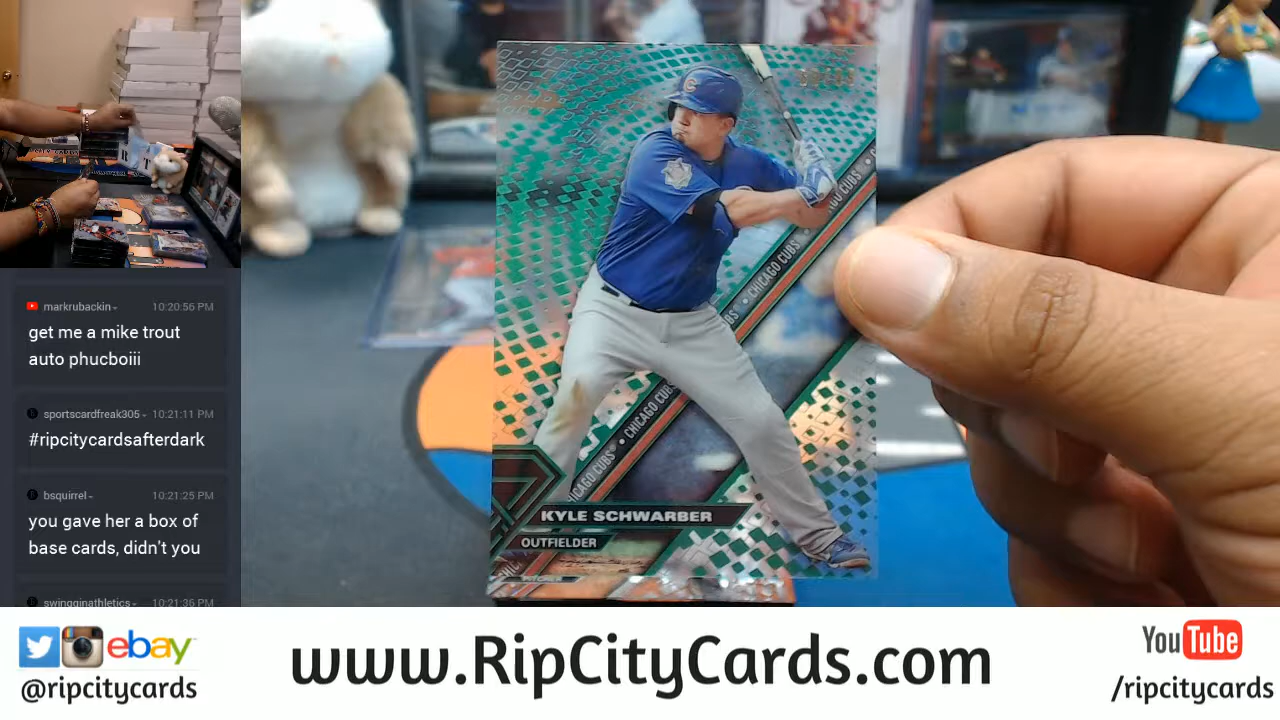 markrubackin
10:20:56 PM
get me a mike trout
auto phucboiii
sportscardfreak305
10:21:11 PM
#ripcitycardsafterdark
bsquirrel
10:21:25 PM
you gave her a box of
base cards, didn't you
swingginathletics
10:21:36 PM
CHICAGO CUBS
CHICAGO CUBS
KYLE SCHWARBER
OUTFIELDER
PITCHER
ebay
@ripcitycards
www.RipCityCards.com
YouTube
/ripcitycards